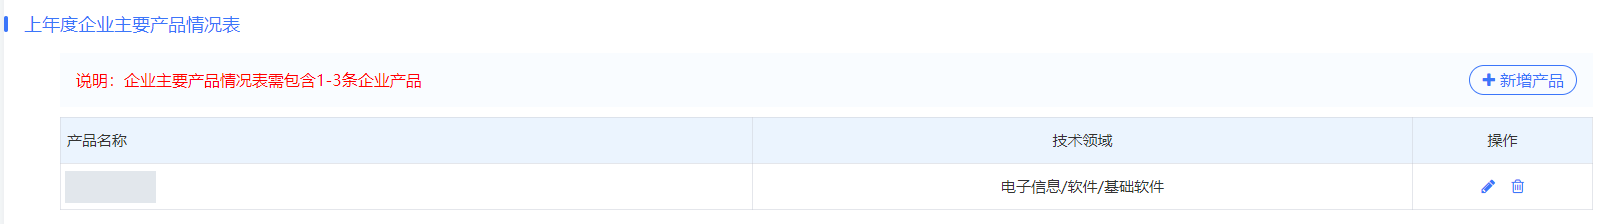 上年度企业主要产品情况表
说明：企业主要产品情况表需包含1-3条企业产品
新增产品
产品名称 技术领域 操作
电子信息/软件/基础软件